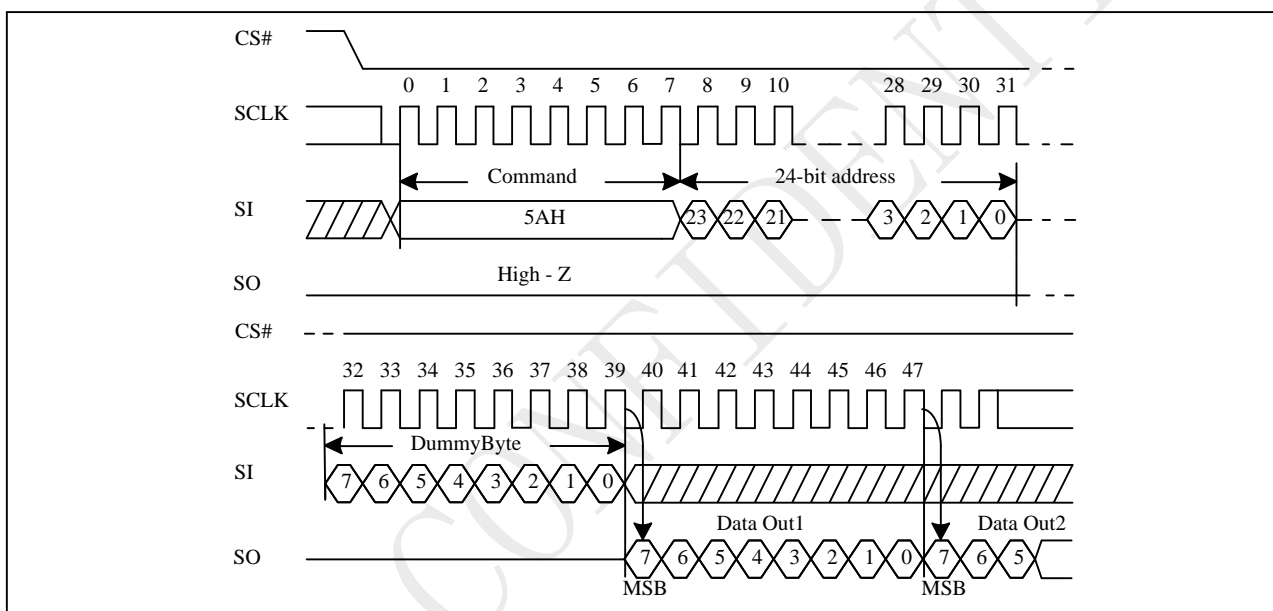 CS#
0 1 2 3 4 5 6 7 8 9 10 28 29 30 31
SCLK
Command 24-bit address
SI 5AH 23 22 21 3 2 1 0
High - Z
SO
CS#
32 33 34 35 36 37 38 39 40 41 42 43 44 45 46 47
SCLK
DummyByte
SI 7 6 5 4 3 2 1 0
Data Out1 Data Out2
SO 7 6 5 4 3 2 1 0 7 6 5
MSB MSB
CONFIDENT